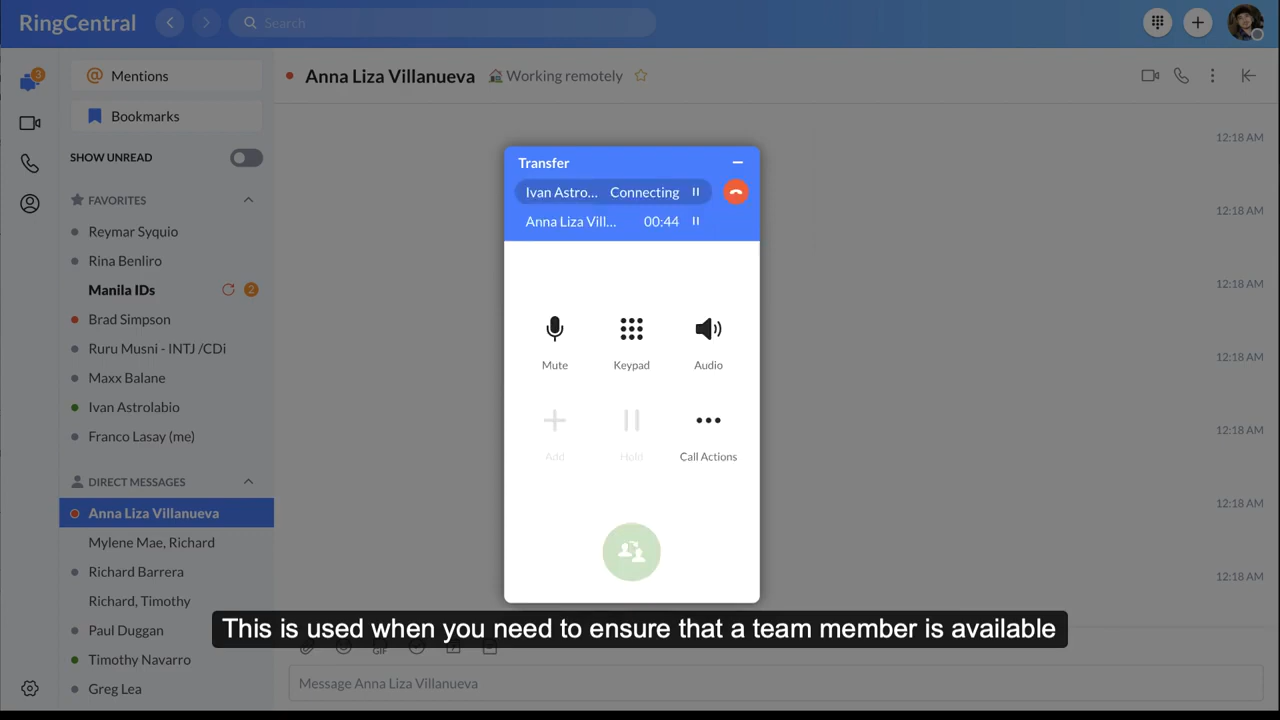 RingCentral
Search
3
Mentions
Bookmarks
SHOW UNREAD
FAVORITES
Reymar Syquio
Rina Benliro
Manila IDs 2
Brad Simpson
Ruru Musni - INTJ /CDi
Maxx Balane
Ivan Astrolabio
Franco Lasay (me)
DIRECT MESSAGES
Anna Liza Villanueva
Mylene Mae, Richard
Richard Barrera
Richard, Timothy
Paul Duggan
Timothy Navarro
Greg Lea
Anna Liza Villanueva Working remotely
12:18 AM
12:18 AM
12:18 AM
12:18 AM
12:18 AM
12:18 AM
12:18 AM
Transfer
Ivan Astro... Connecting
Anna Liza Vill... 00:44
Mute Keypad Audio
Add Hold Call Actions
This is used when you need to ensure that a team member is available
GIF
Message Anna Liza Villanueva